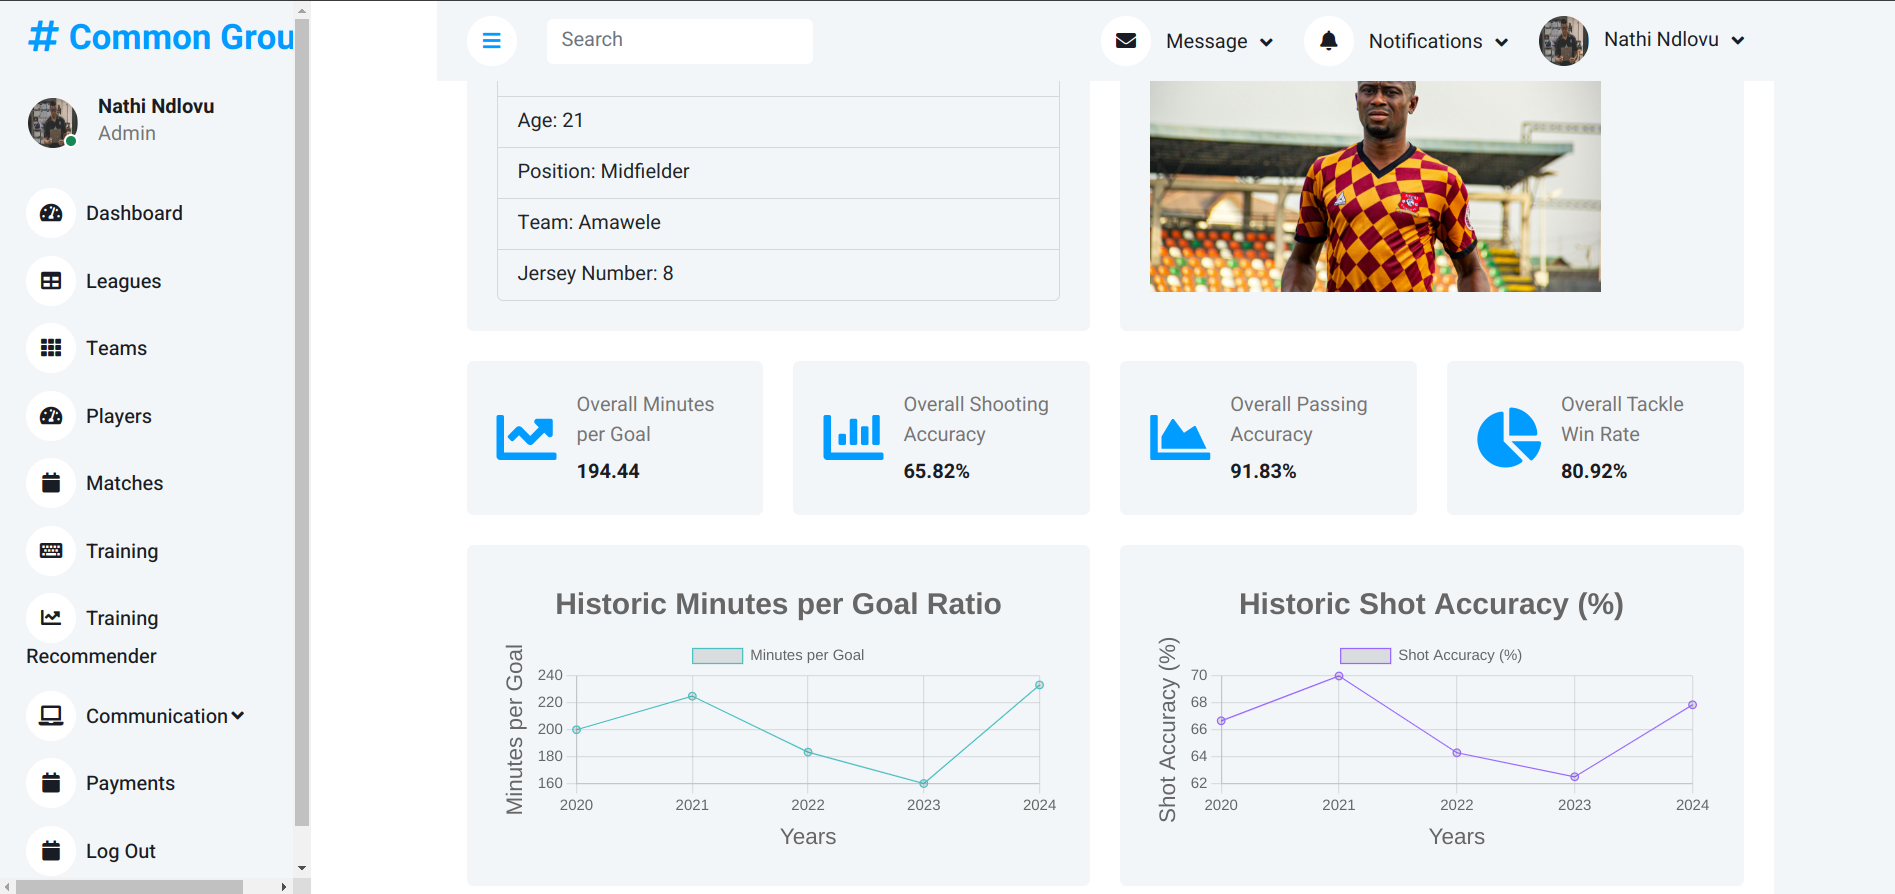 # Common Grou
Nathi Ndlovu
Admin
Dashboard
Leagues
Teams
Players
Matches
Training
Training
Recommender
Communication
Payments
Log Out
Search
Message
Notifications
Nathi Ndlovu
Age: 21
Position: Midfielder
Team: Amawele
Jersey Number: 8
Overall Minutes
per Goal
194.44
Overall Shooting
Accuracy
65.82%
Overall Passing
Accuracy
91.83%
Overall Tackle
Win Rate
80.92%
Historic Minutes per Goal Ratio
Minutes per Goal
Minutes per Goal
240
220
200
180
160
2020 2021 2022 2023 2024
Years
Historic Shot Accuracy (%)
Shot Accuracy (%)
Shot Accuracy (%)
70
68
66
64
62
2020 2021 2022 2023 2024
Years